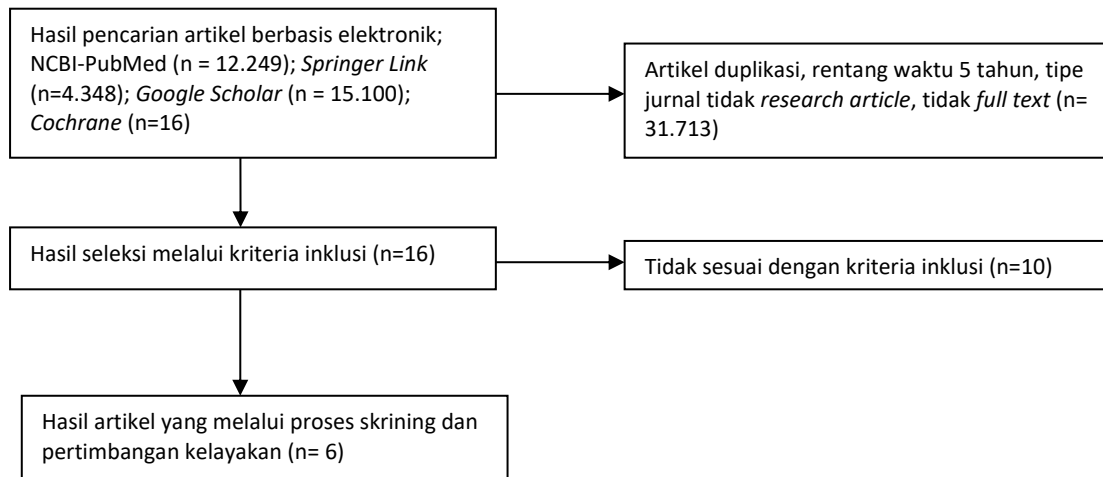 Hasil pencarian artikel berbasis elektronik;
NCBI-PubMed (n = 12.249); Springer Link
(n=4.348); Google Scholar (n = 15.100);
Cochrane (n=16)
Artikel duplikasi, rentang waktu 5 tahun, tipe
jurnal tidak research article, tidak full text (n=
31.713)
Hasil seleksi melalui kriteria inklusi (n=16)
Tidak sesuai dengan kriteria inklusi (n=10)
Hasil artikel yang melalui proses skrining dan
pertimbangan kelayakan (n= 6)